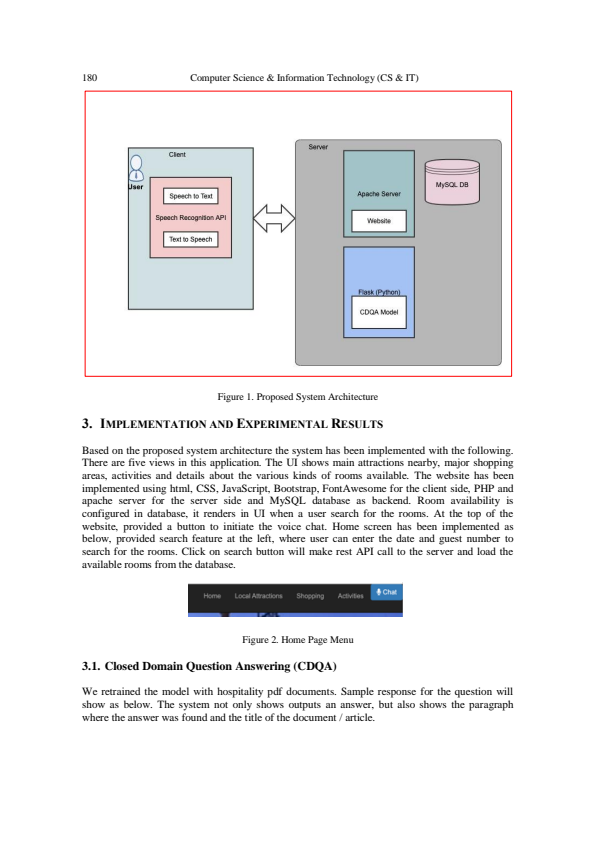 180
Computer Science & Information Technology (CS & IT)
Client
User
Speech to Text
Speech Recognition API
Text to Speech
Server
Apache Server
Website
MySQL DB
Flask (Python)
CDQA Model
Figure 1. Proposed System Architecture
3. IMPLEMENTATION AND EXPERIMENTAL RESULTS
Based on the proposed system architecture the system has been implemented with the following.
There are five views in this application. The UI shows main attractions nearby, major shopping
areas, activities and details about the various kinds of rooms available. The website has been
implemented using html, CSS, JavaScript, Bootstrap, FontAwesome for the client side, PHP and
apache server for the server side and MySQL database as backend. Room availability is
configured in database, it renders in UI when a user search for the rooms. At the top of the
website, provided a button to initiate the voice chat. Home screen has been implemented as
below, provided search feature at the left, where user can enter the date and guest number to
search for the rooms. Click on search button will make rest API call to the server and load the
available rooms from the database.
Home Local Attractions Shopping Activities Chat
Figure 2. Home Page Menu
3.1. Closed Domain Question Answering (CDQA)
We retrained the model with hospitality pdf documents. Sample response for the question will
show as below. The system not only shows outputs an answer, but also shows the paragraph
where the answer was found and the title of the document / article.